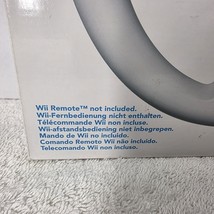 Wii Remote™ not included.
Wii-Fernbedienung nicht enthalten.
Télécommande Wii non incluse.
Wii-afstandsbediening niet inbegrepen.
Mando de Wii no incluido.
Comando Remoto Wii não incluído.
Telecomando Wii non incluso.